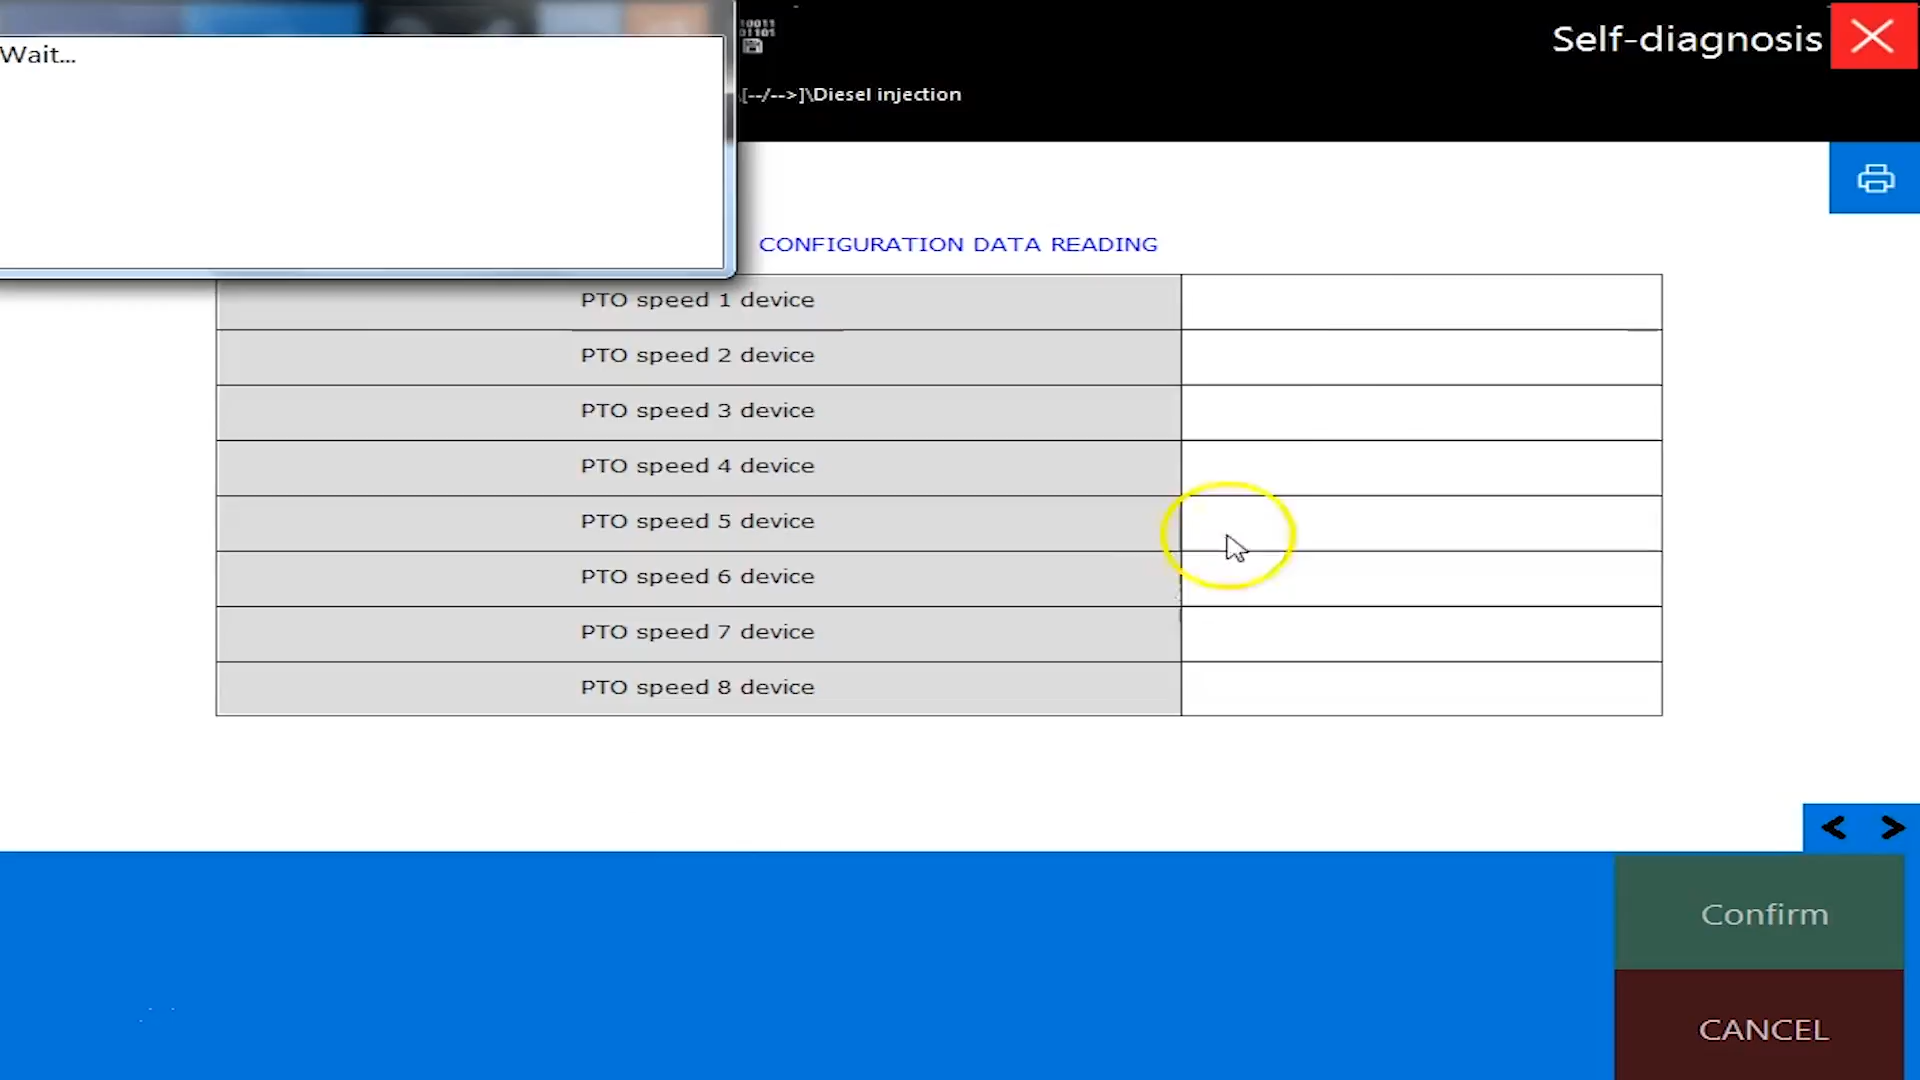 Wait...
10011
01101
Self-diagnosis
\[--/-->]\Diesel injection
CONFIGURATION DATA READING
PTO speed 1 device
PTO speed 2 device
PTO speed 3 device
PTO speed 4 device
PTO speed 5 device
PTO speed 6 device
PTO speed 7 device
PTO speed 8 device
< >
Confirm
CANCEL